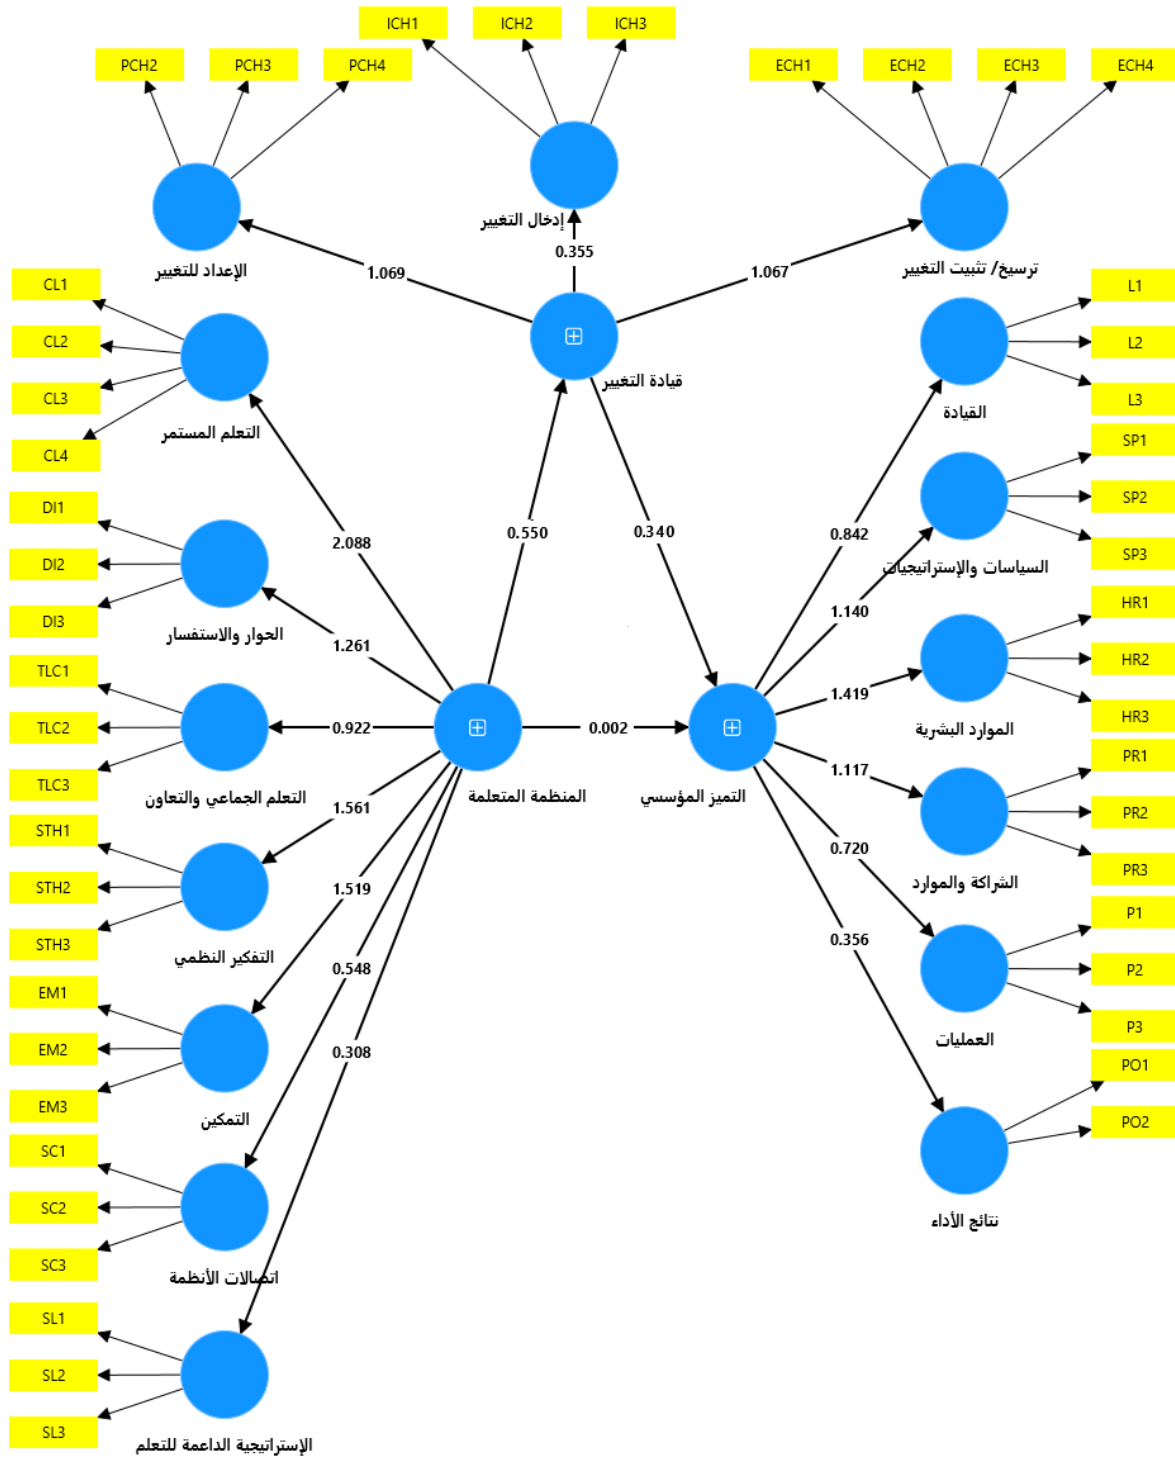 ICH1
ICH2
ICH3
PCH2
PCH3
PCH4
ECH1
ECH2
ECH3
ECH4
إدخال التغيير
الإعداد للتغيير
ترسيخ/ تثبيت التغيير
0.355
1.069
1.067
قيادة التغيير
CL1
CL2
CL3
CL4
التعلم المستمر
L1
L2
L3
القيادة
SP1
SP2
SP3
السياسات والإستراتيجيات
DI1
DI2
DI3
الحوار والاستفسار
2.088
0.550
0.340
0.842
1.140
HR1
HR2
HR3
الموارد البشرية
1.261
1.419
TLC1
TLC2
TLC3
التعلم الجماعي والتعاون
0.922
0.002
المنظمة المتعلمة
التميز المؤسسي
1.117
PR1
PR2
PR3
الشراكة والموارد
1.561
0.720
STH1
STH2
STH3
التفكير النظمي
1.519
0.356
P1
P2
P3
العمليات
0.548
EM1
EM2
EM3
التمكين
0.308
PO1
PO2
نتائج الأداء
SC1
SC2
SC3
اتصالات الأنظمة
SL1
SL2
SL3
الإستراتيجية الداعمة للتعلم